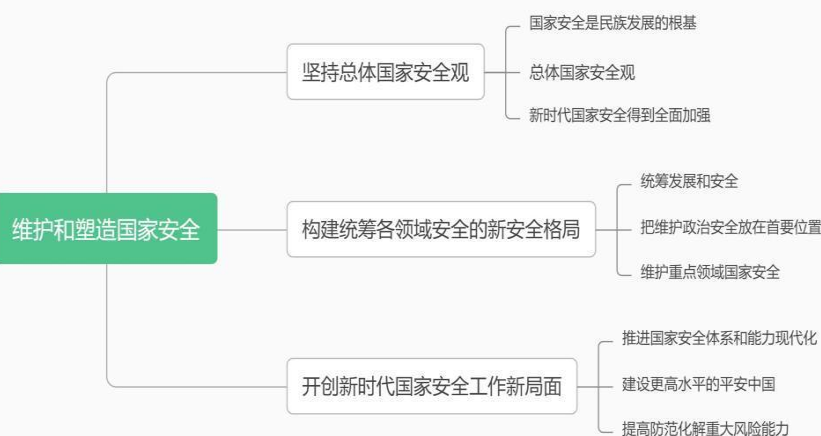 维护和塑造国家安全
坚持总体国家安全观
国家安全是民族发展的根基
总体国家安全观
新时代国家安全得到全面加强
构建统筹各领域安全的新安全格局
统筹发展和安全
把维护政治安全放在首要位置
维护重点领域国家安全
开创新时代国家安全工作新局面
推进国家安全体系和能力现代化
建设更高水平的平安中国
提高防范化解重大风险能力